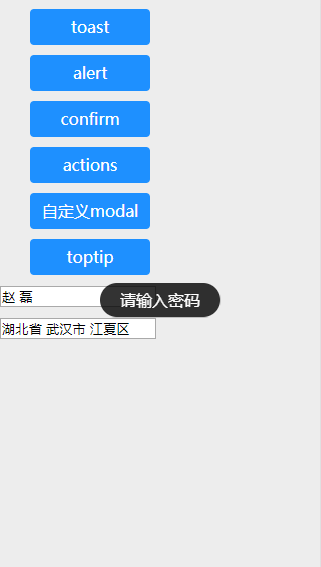 toast
alert
confirm
actions
自定义modal
toptip
赵 磊
请输入密码
湖北省 武汉市 江夏区